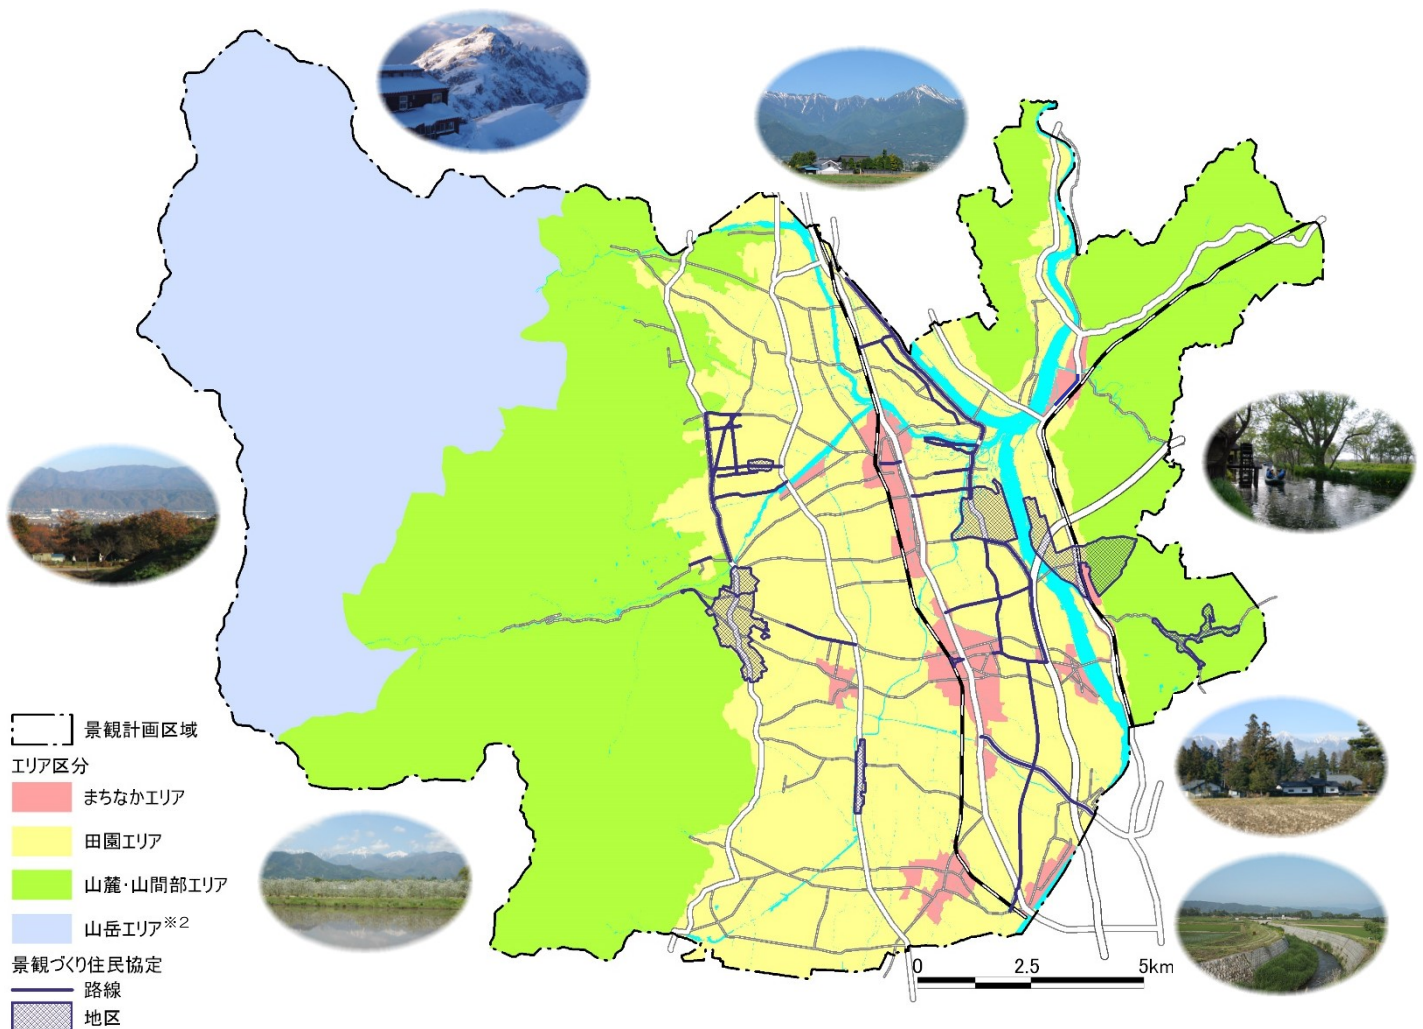 景観計画区域
エリア区分
まちなかエリア
田園エリア
山麓・山間部エリア
山岳エリア※2
景観づくり住民協定
路線
地区
0 2.5 5km